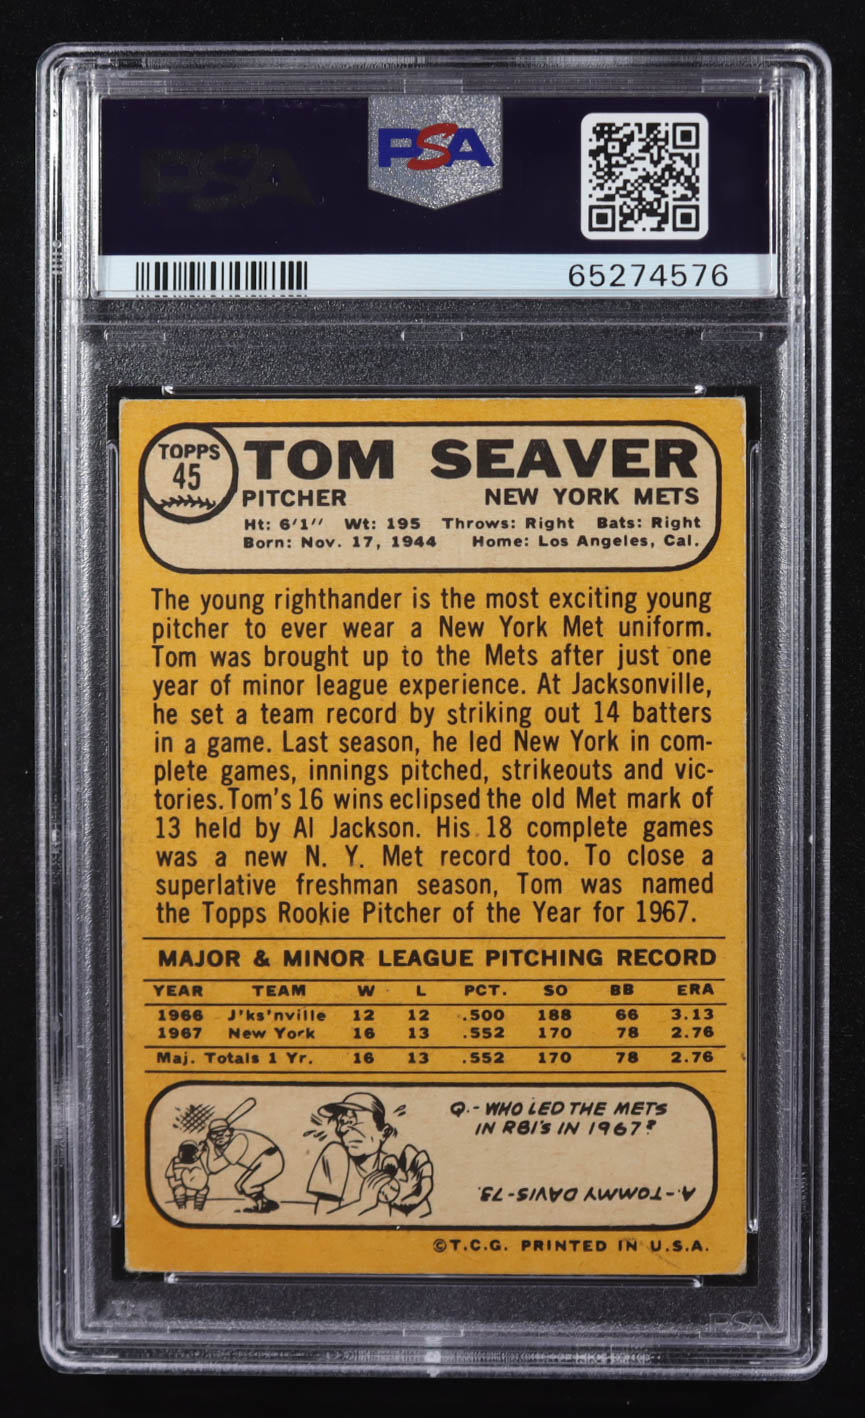 PSA
PSA
65274576
TOPPS
45
TOM SEAVER
PITCHER NEW YORK METS
Ht: 6'1" Wt: 195 Throws: Right Bats: Right
Born: Nov. 17, 1944 Home: Los Angeles, Cal.
The young righthander is the most exciting young
pitcher to ever wear a New York Met uniform.
Tom was brought up to the Mets after just one
year of minor league experience. At Jacksonville,
he set a team record by striking out 14 batters
in a game. Last season, he led New York in com-
plete games, innings pitched, strikeouts and vic-
tories. Tom's 16 wins eclipsed the old Met mark of
13 held by Al Jackson. His 18 complete games
was a new N. Y. Met record too. To close a
superlative freshman season, Tom was named
the Topps Rookie Pitcher of the Year for 1967.
MAJOR & MINOR LEAGUE PITCHING RECORD
YEAR TEAM W L PCT. SO BB ERA
1966 J'ks'nville 12 12 .500 188 66 3.13
1967 New York 16 13 .552 170 78 2.76
Maj. Totals 1 Yr. 16 13 .552 170 78 2.76
Q.- WHO LED THE METS
IN RBI'S IN 1967?
A.- TOMMY DAVIS-73.
©T.C.G. PRINTED IN U.S.A.
PSA